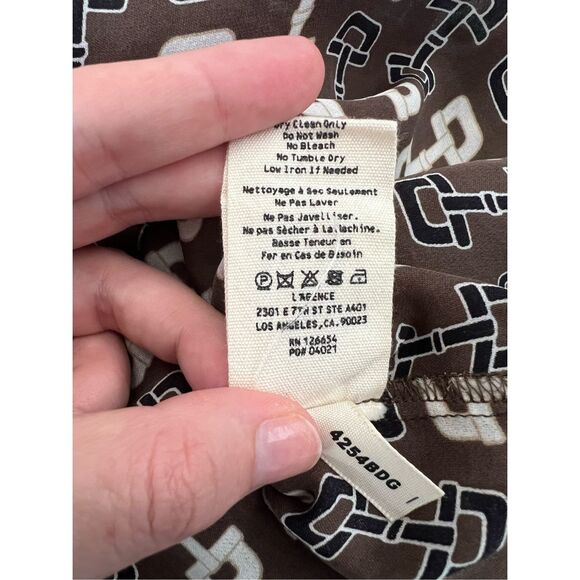 Dry Clean Only
Do Not Wash
No Bleach
No Tumble Dry
Low Iron If Needed
Nettoyage à Sec Seulement
Ne Pas Laver
Ne Pas Javelliser.
Ne pas Sècher à La.Machine.
Basse Teneur en
Fer en Cas de Besoin
L'AGENCE
2301 E 7TH ST STE A401
LOS ANGELES,CA.90023
RN 126654
PO# 04021
4254BDG